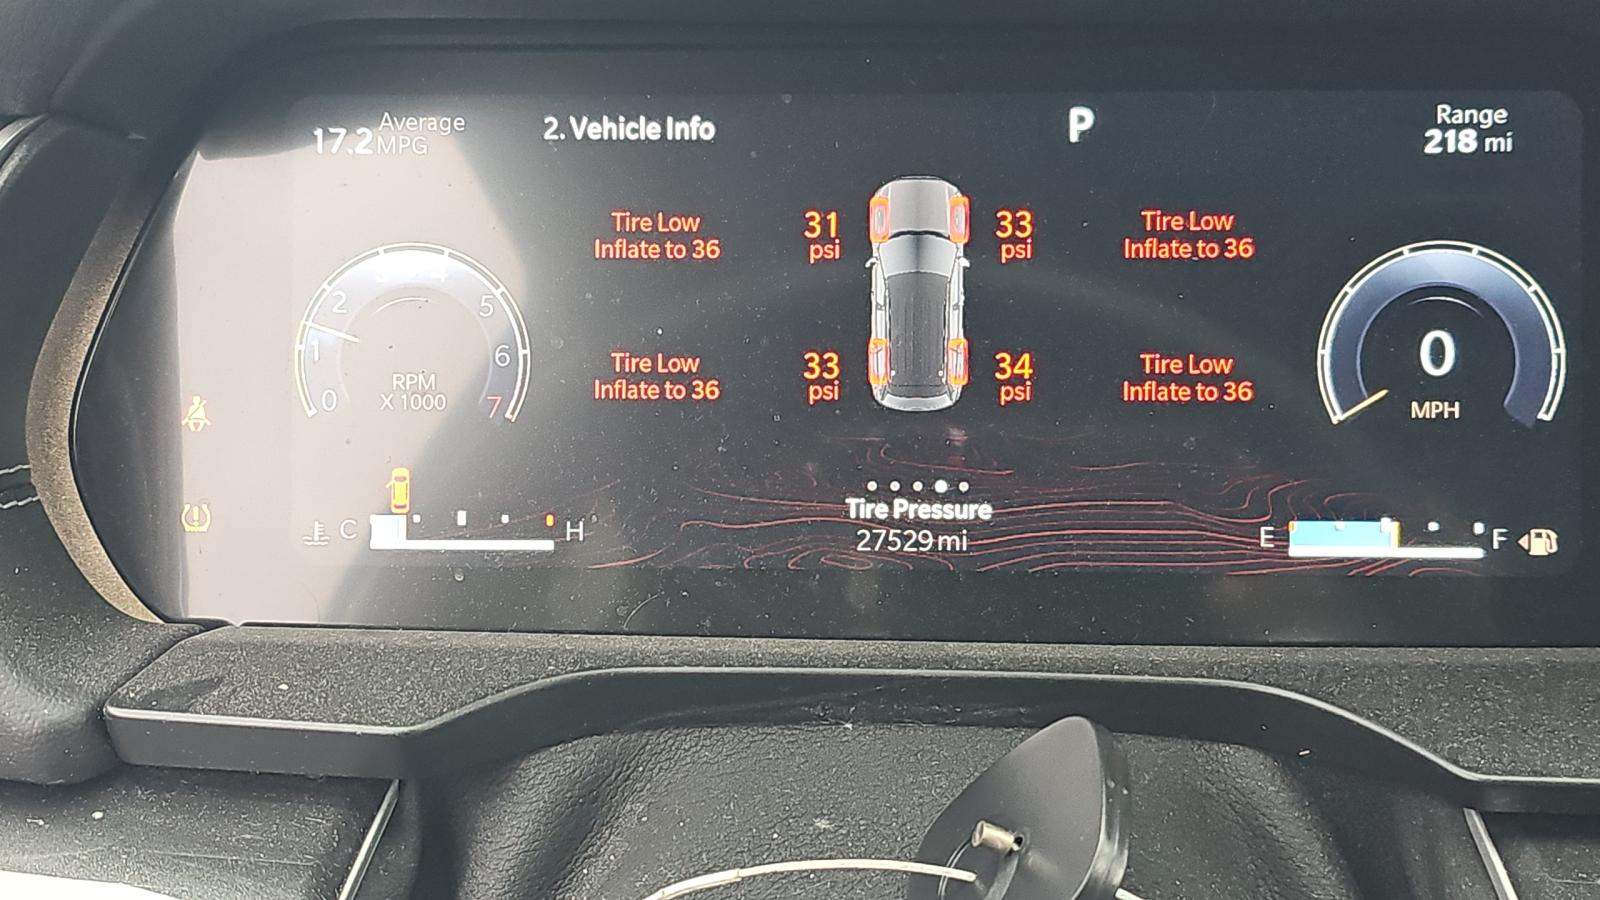 Average
17.2 MPG
2. Vehicle Info
P
Range
218 mi
Tire Low
Inflate to 36
31
psi
33
psi
Tire Low
Inflate to 36
Tire Low
Inflate to 36
33
psi
34
psi
Tire Low
Inflate to 36
0
1
2
5
6
7
RPM
X 1000
0
MPH
C
H
Tire Pressure
27529 mi
E
F